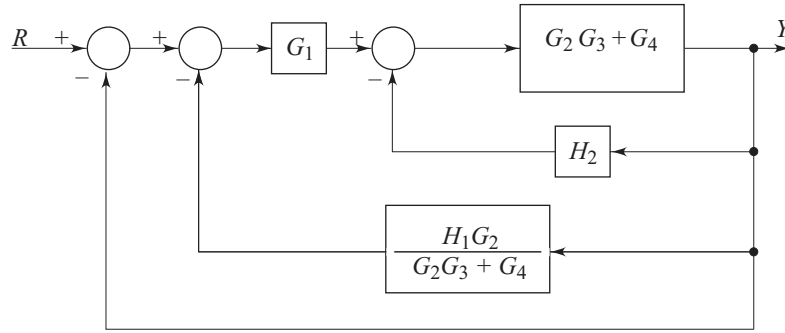 R + + G₁ + G₂ G₃ + G₄ Y
− − −
H₂
H₁G₂
G₂G₃ + G₄